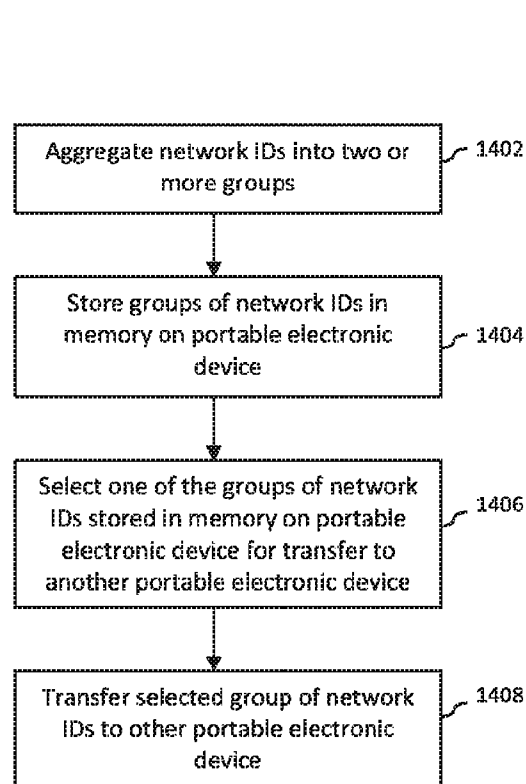 Aggregate network IDs into two or
more groups
1402
Store groups of network IDs in
memory on portable electronic
device
1404
Select one of the groups of network
IDs stored in memory on portable
electronic device for transfer to
another portable electronic device
1406
Transfer selected group of network
IDs to other portable electronic
device
1408